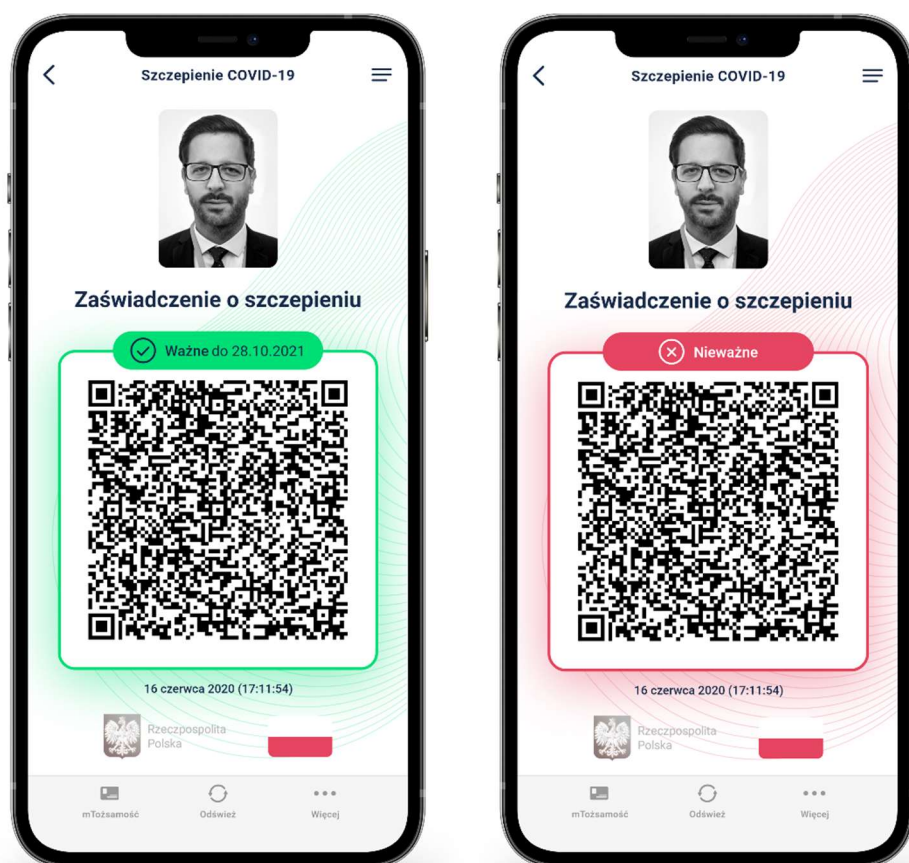 Szczepienie COVID-19
Zaświadczenie o szczepieniu
Ważne do 28.10.2021
16 czerwca 2020 (17:11:54)
Rzeczpospolita
Polska
mTożsamość
Odśwież
Więcej
Szczepienie COVID-19
Zaświadczenie o szczepieniu
Nieważne
16 czerwca 2020 (17:11:54)
Rzeczpospolita
Polska
mTożsamość
Odśwież
Więcej